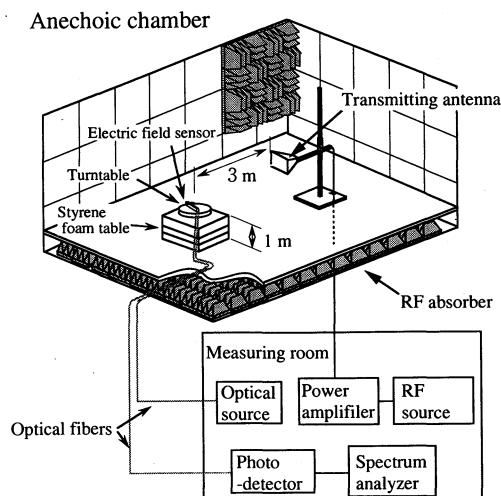 Anechoic chamber
Transmitting antenna
Electric field sensor
3 m
Turntable
Styrene
foam table
1 m
RF absorber
Measuring room
Optical
source
Power
amplifiler
RF
source
Optical fibers
Photo
-detector
Spectrum
analyzer